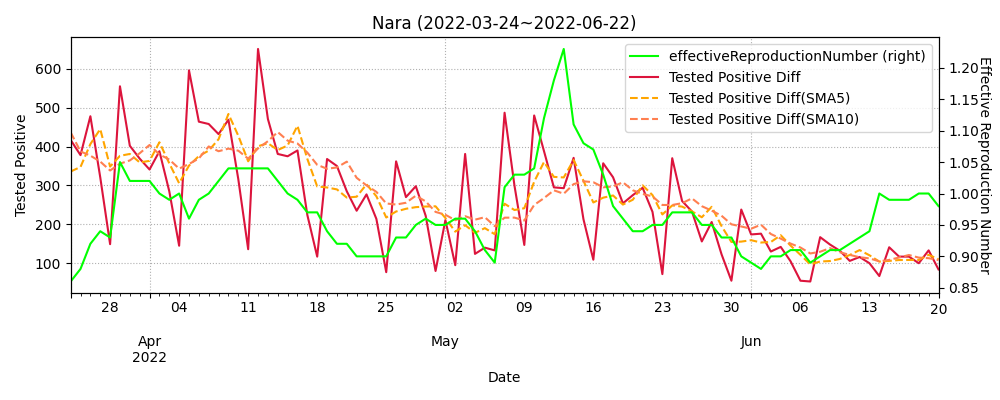 Nara (2022-03-24~2022-06-22)
effectiveReproductionNumber (right)
Tested Positive Diff
Tested Positive Diff(SMA5)
Tested Positive Diff(SMA10)
Tested Positive
600
500
400
300
200
100
Effective Reproduction Number
1.20
1.15
1.10
1.05
1.00
0.95
0.90
0.85
28 04 11 18 25 02 09 16 23 30 06 13 20
Apr May Jun
2022
Date